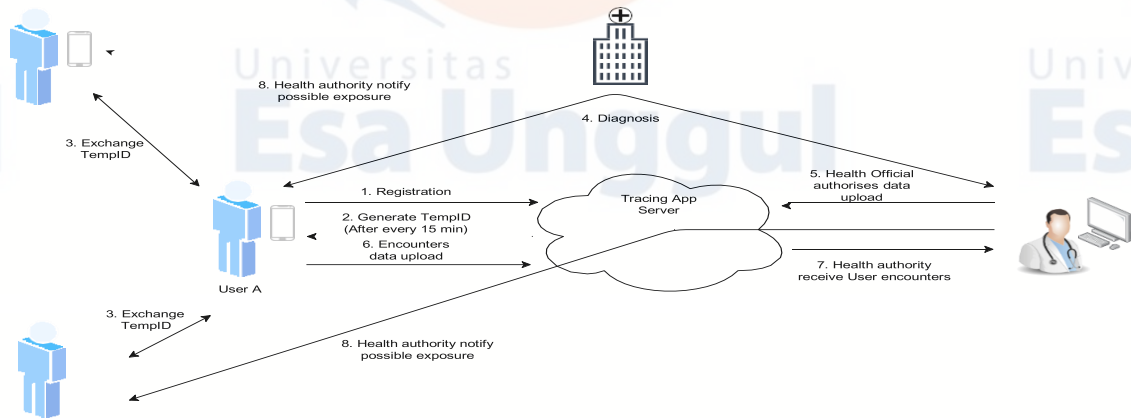 Universitas
Esa Unggul
Univ
Es
8. Health authority notify
possible exposure
4. Diagnosis
3. Exchange
TempID
1. Registration
Tracing App
Server
5. Health Official
authorises data
upload
2. Generate TempID
(After every 15 min)
6. Encounters
data upload
7. Health authority
receive User encounters
User A
3. Exchange
TempID
8. Health authority notify
possible exposure